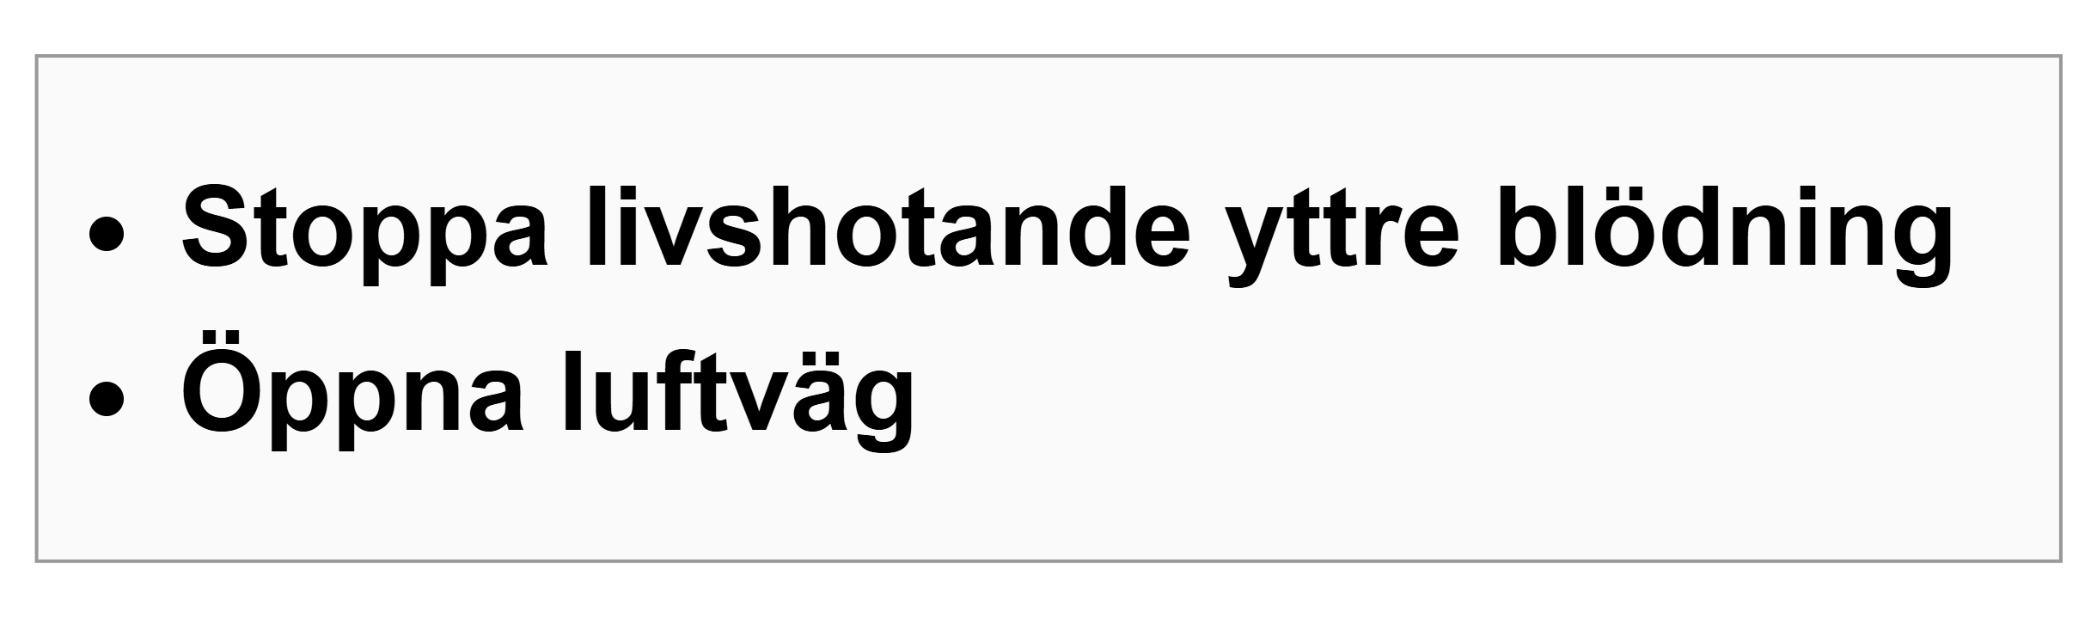 • Stoppa livshotande yttre blödning
• Öppna luftväg